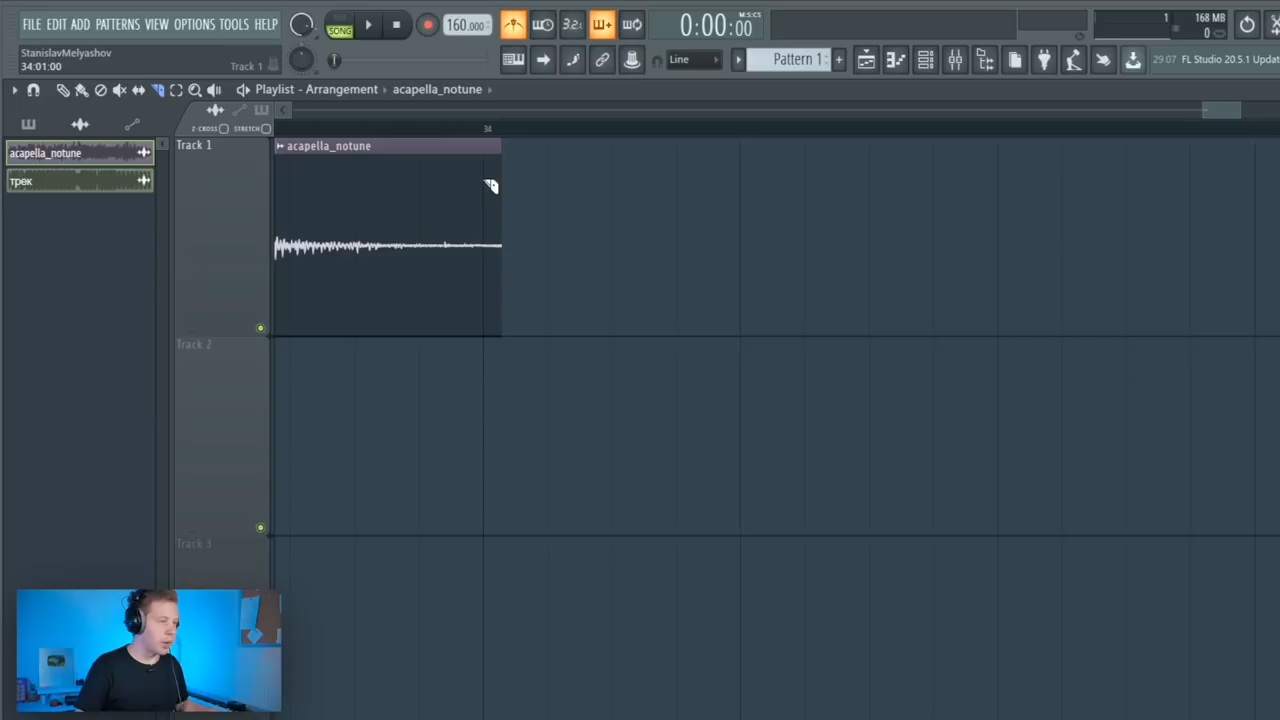 FILE EDIT ADD PATTERNS VIEW OPTIONS TOOLS HELP
SONG
160.000
3.2.
0:00:00
M:S:CS
1
168 MB
0
StanislavMelyashov
34:01:00
Track 1
Line
Pattern 1
+
29.07 FL Studio 20.5.1 Updat
Playlist - Arrangement › acapella_notune ›
Z-CROSS
STRETCH
34
acapella_notune
трек
Track 1
acapella_notune
Track 2
Track 3